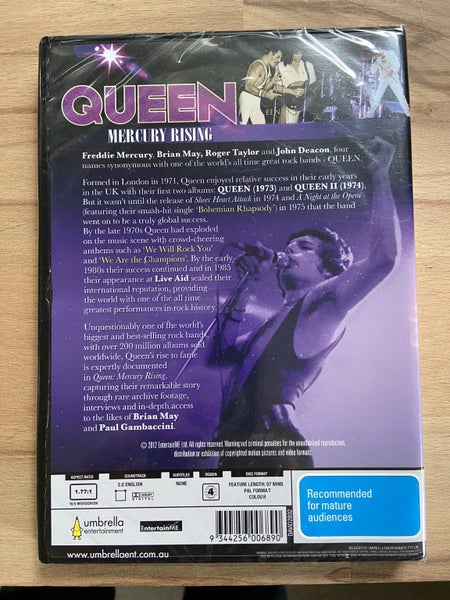 QUEEN
MERCURY RISING
Freddie Mercury, Brian May, Roger Taylor and John Deacon, four
names synonymous with one of the world's all time great rock bands - QUEEN.
Formed in London in 1971, Queen enjoyed relative success in their early years
in the UK with their first two albums: QUEEN (1973) and QUEEN II (1974),
But it wasn't until the release of Sheer Heart Attack in 1974 and A Night at the Opera
(featuring their smash-hit single 'Bohemian Rhapsody') in 1975 that the band
went on to be a truly global success.
By the late 1970s Queen had exploded
on the music scene with crowd-cheering
anthems such as 'We Will Rock You'
and 'We Are the Champions'. By the early
1980s their success continued and in 1985
their appearance at Live Aid sealed their
international reputation, providing
the world with one of the all time
greatest performances in rock history.
Unquestionably one of the world's
biggest and best-selling rock bands,
with over 200 million albums sold
worldwide, Queen's rise to fame
is expertly documented
in Queen: Mercury Rising,
capturing their remarkable story
through rare archive footage,
interviews and in-depth access
to the likes of Brian May
and Paul Gambaccini.
© 2012 EntertainME Ltd. All rights reserved. Warning: civil and criminal penalties for the unauthorized reproduction,
distribution or exhibition of copyrighted motion pictures and video formats.
ASPECT RATIO SOUNDTRACK SUBTITLES REGION DISC FORMAT
1.77:1 2.0 ENGLISH NONE 4 FEATURE LENGTH: 57 MINS
16:9 WIDESCREEN DOLBY DIGITAL PAL FORMAT
COLOUR
Recommended
for mature
audiences
umbrella
entertainment
EntertainME
9 344256 006890
www.umbrellaent.com.au